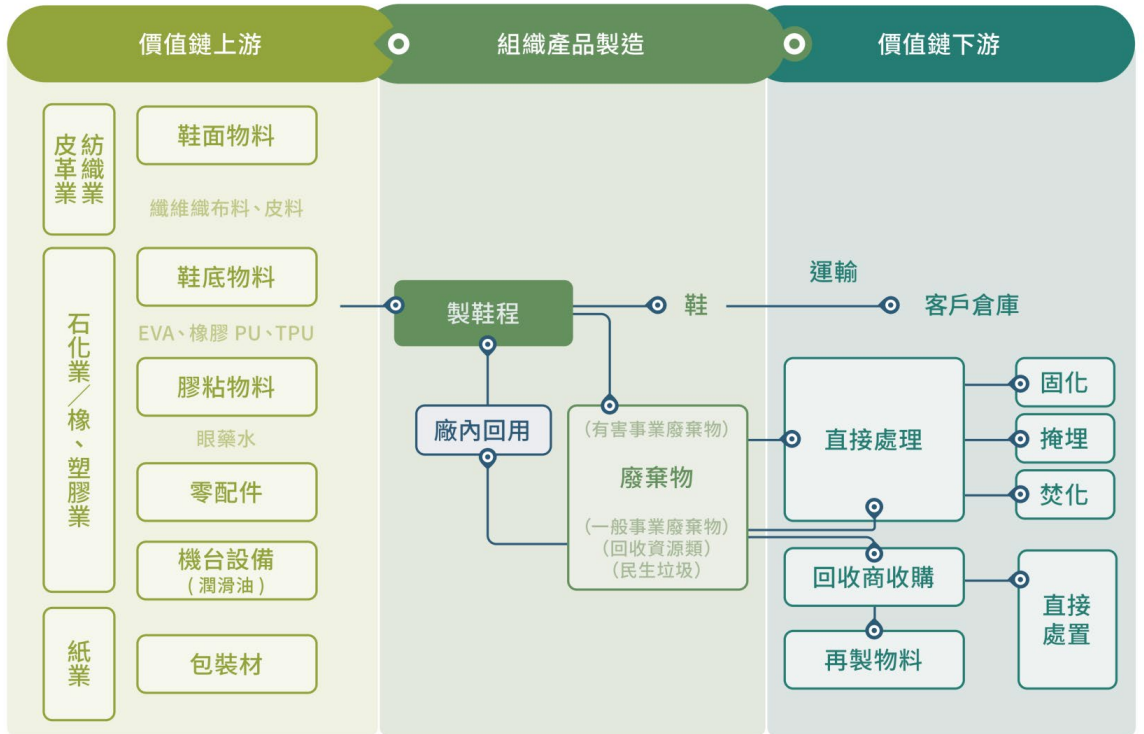 價值鏈上游
組織產品製造
價值鏈下游
紡織業
皮革業
鞋面物料
纖維織布料、皮料
石化業／橡、塑膠業
鞋底物料
EVA、橡膠 PU、TPU
膠粘物料
眼藥水
零配件
機台設備
(潤滑油)
紙業
包裝材
製鞋程
鞋
廠內回用
(有害事業廢棄物)
廢棄物
(一般事業廢棄物)
(回收資源類)
(民生垃圾)
運輸
客戶倉庫
直接處理
固化
掩埋
焚化
回收商收購
再製物料
直接
處置